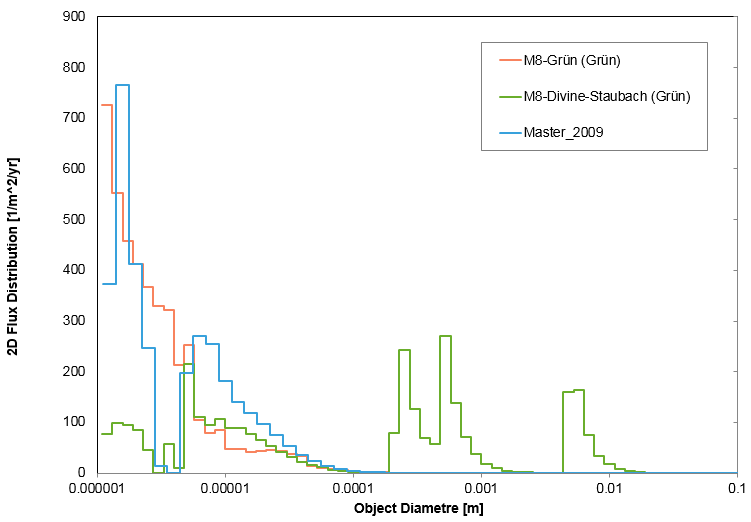 900
800
700
600
500
400
300
200
100
0
2D Flux Distribution [1/m^2/yr]
M8-Grün (Grün)
M8-Divine-Staubach (Grün)
Master_2009
0.000001 0.00001 0.0001 0.001 0.01 0.1
Object Diametre [m]